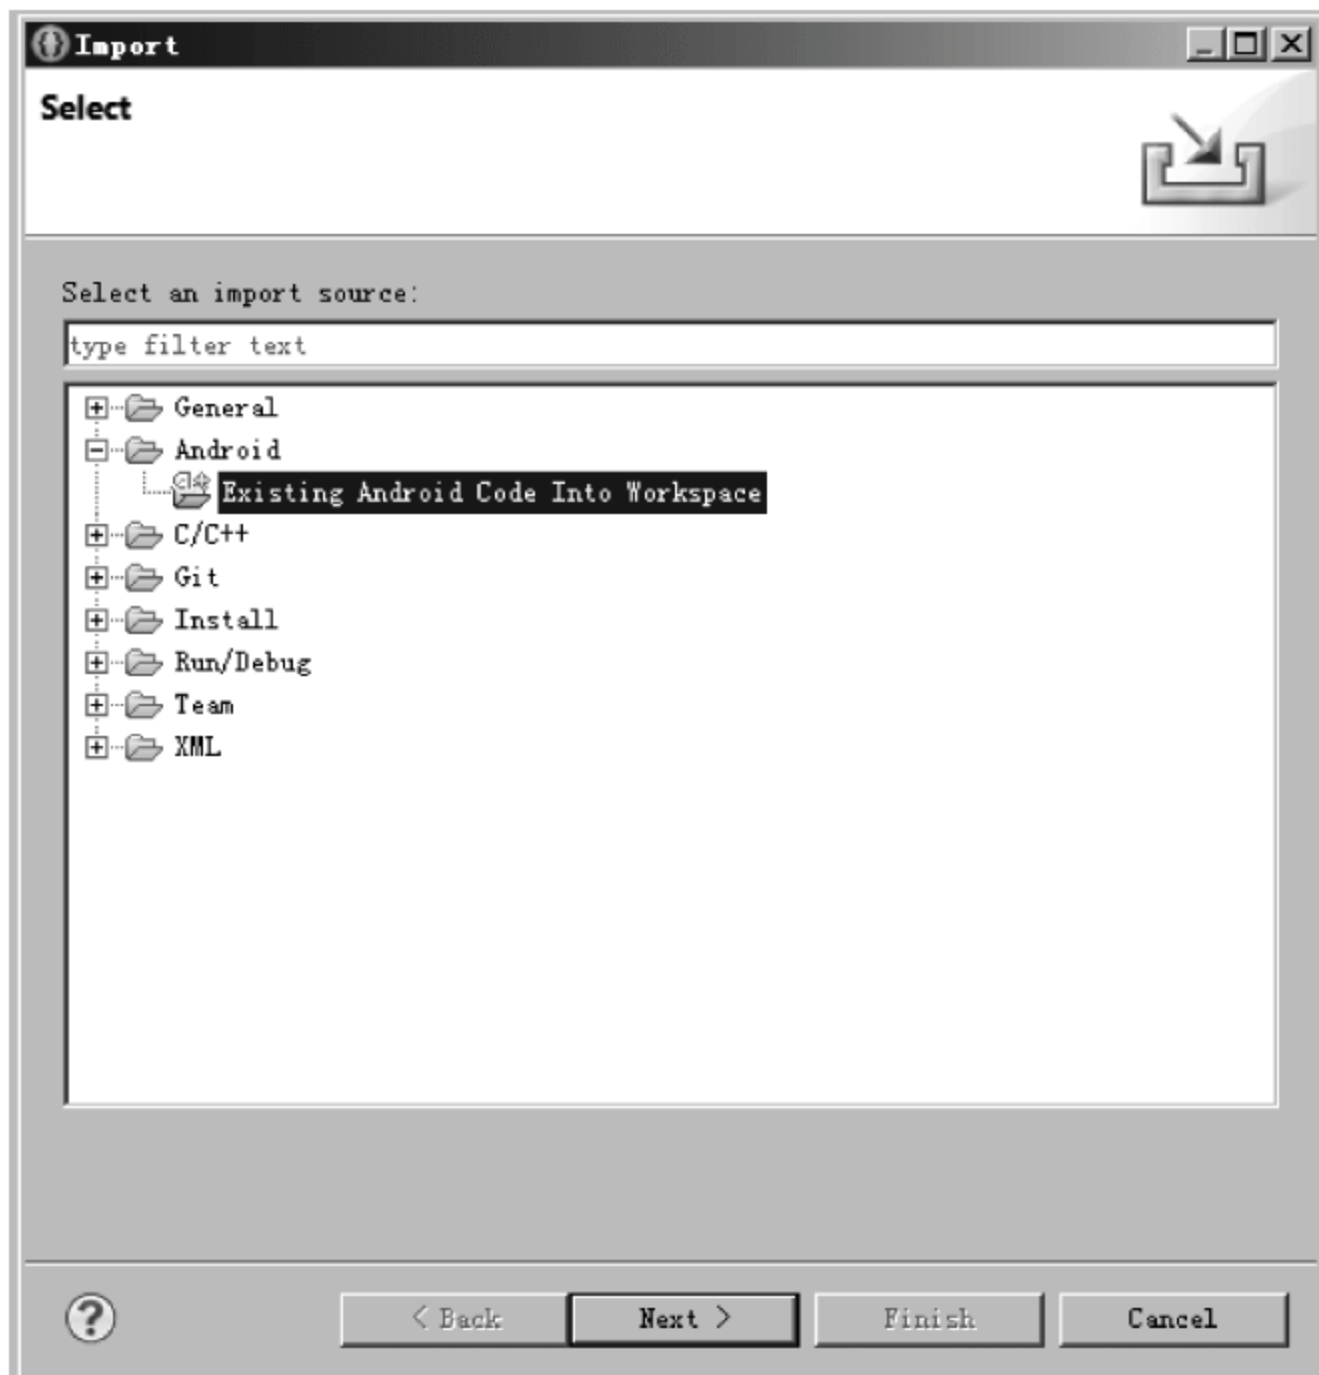 Import
Select
Select an import source:
type filter text
General
Android
Existing Android Code Into Workspace
C/C++
Git
Install
Run/Debug
Team
XML
?
< Back
Next >
Finish
Cancel